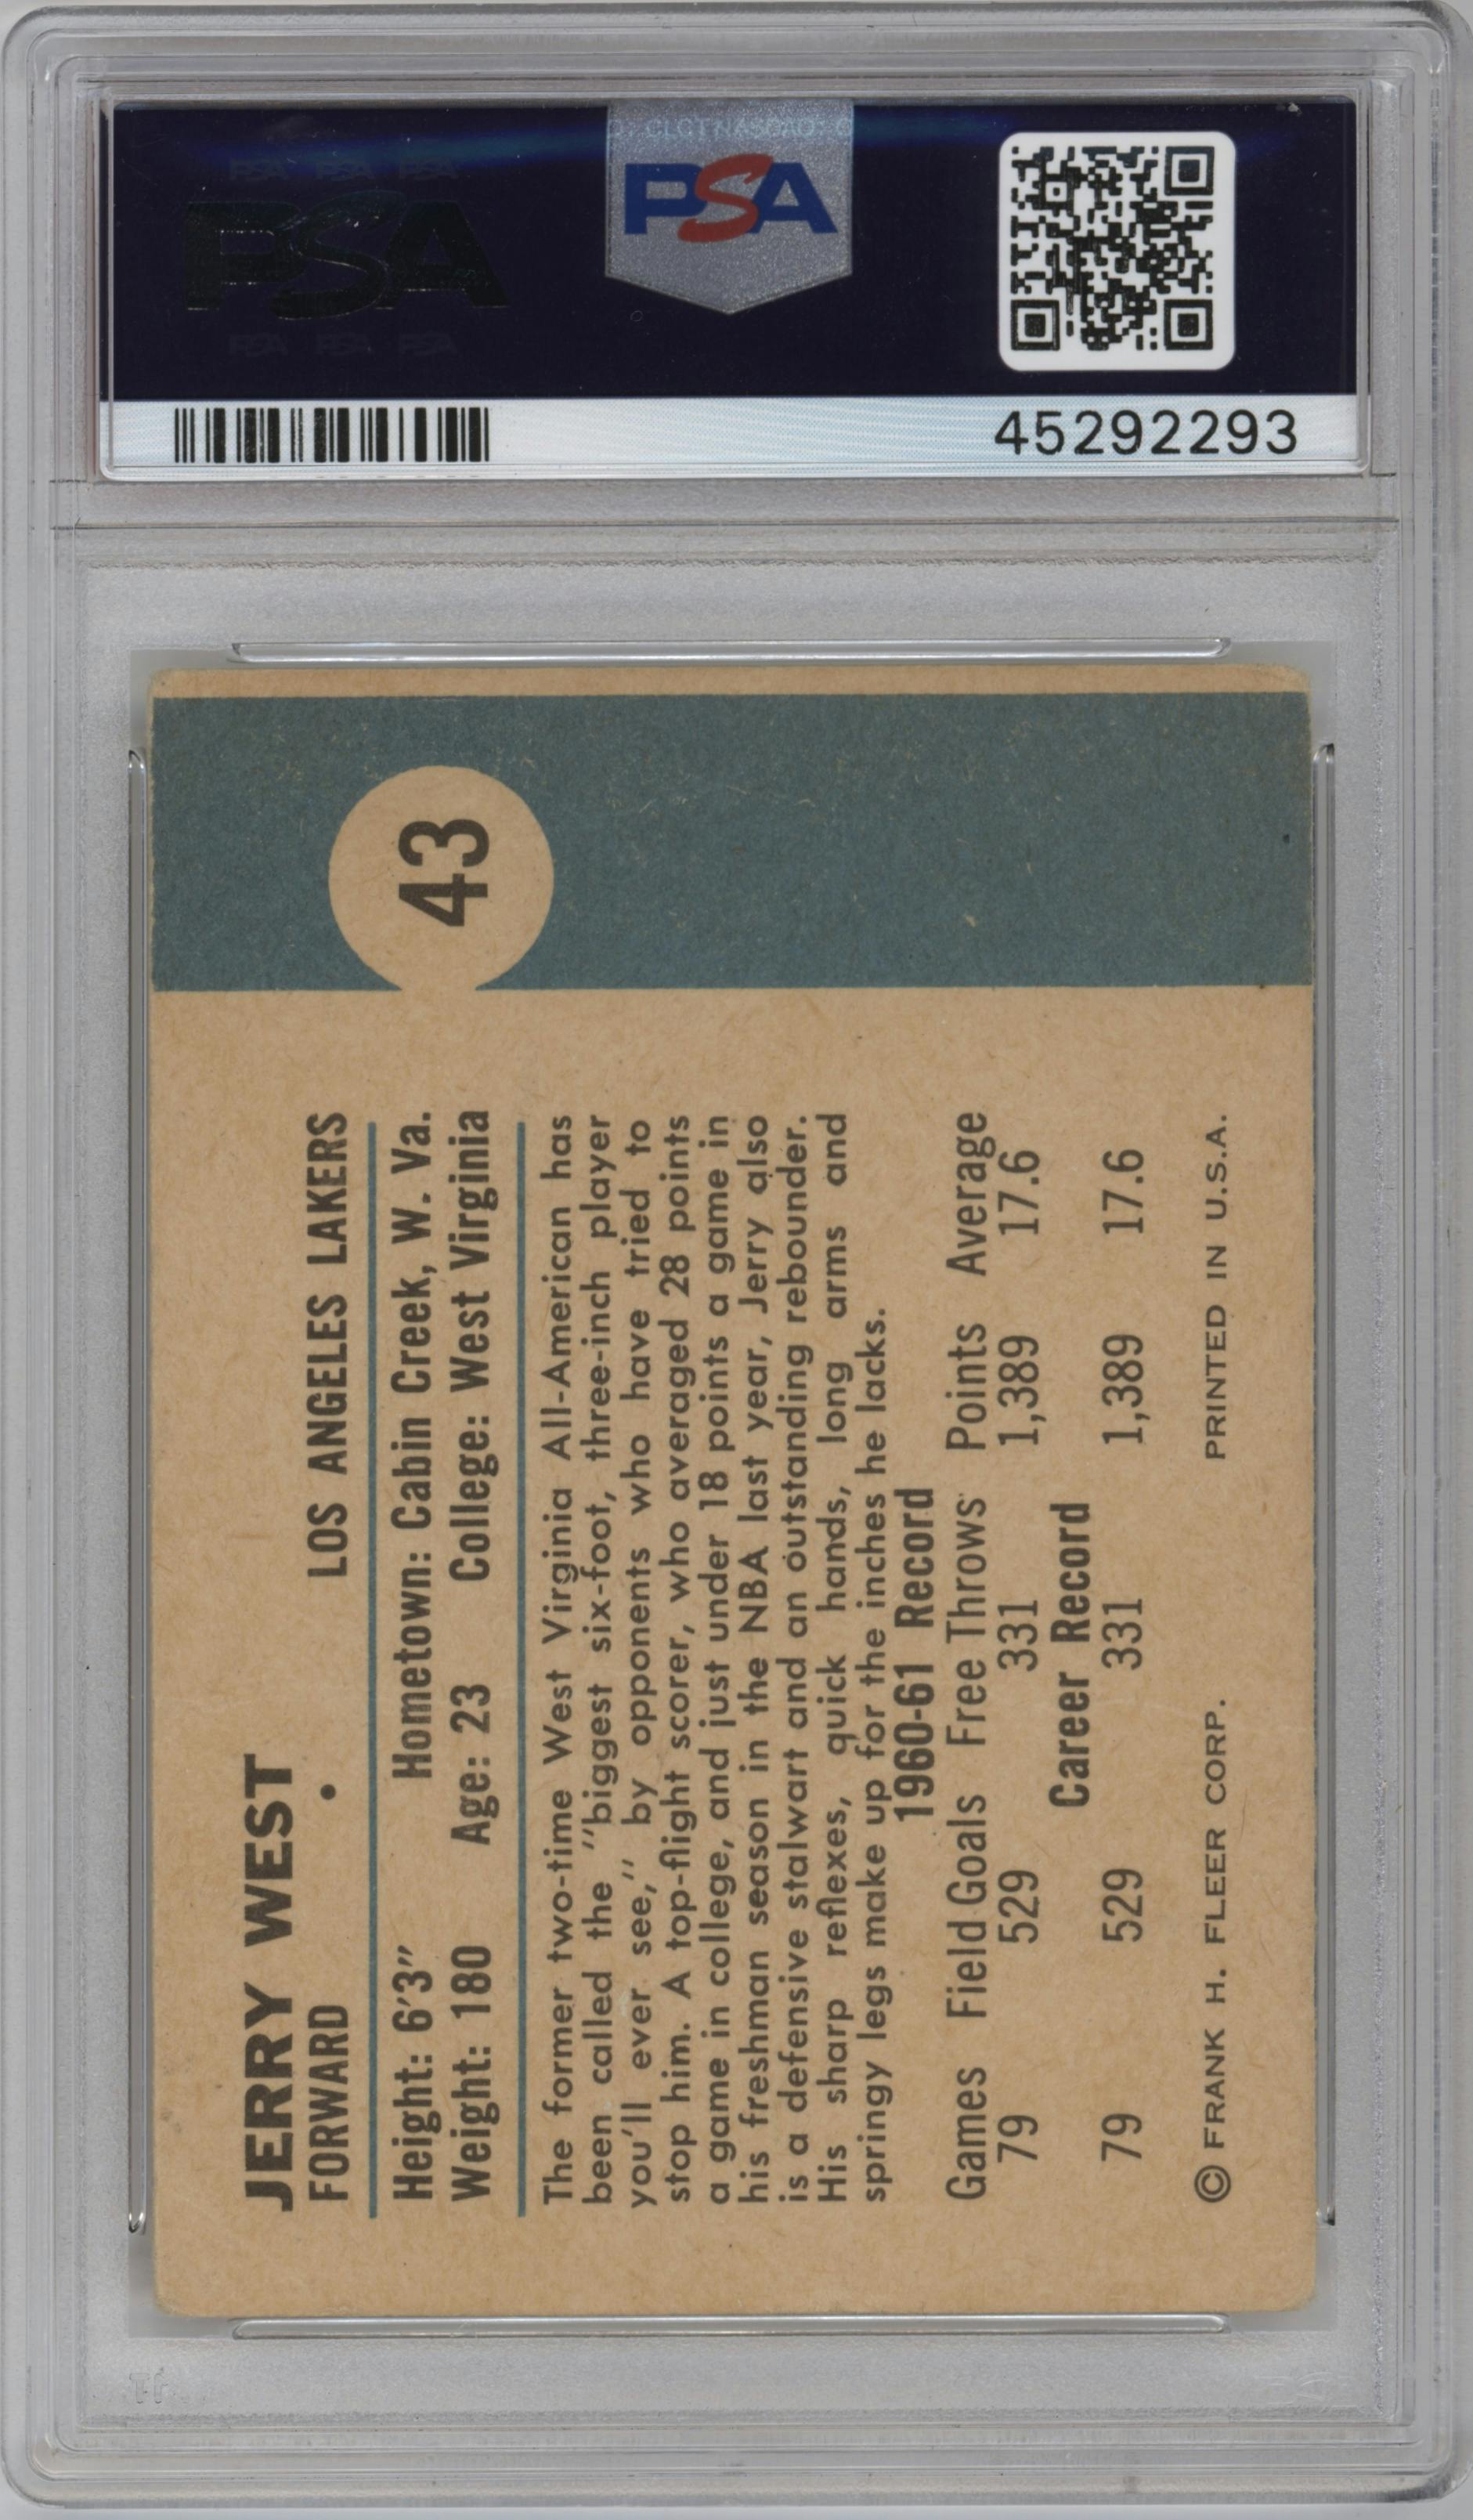 PSA PSA PSA
PSA
PSA PSA PSA
PSA
45292293
43
JERRY WEST
FORWARD • LOS ANGELES LAKERS
Height: 6'3" Hometown: Cabin Creek, W. Va.
Weight: 180 Age: 23 College: West Virginia
The former two-time West Virginia All-American has
been called the "biggest six-foot, three-inch player
you'll ever see," by opponents who have tried to
stop him. A top-flight scorer, who averaged 28 points
a game in college, and just under 18 points a game in
his freshman season in the NBA last year, Jerry also
is a defensive stalwart and an outstanding rebounder.
His sharp reflexes, quick hands, long arms and
springy legs make up for the inches he lacks.
1960-61 Record
Games Field Goals Free Throws Points Average
79 529 331 1,389 17.6
Career Record
79 529 331 1,389 17.6
© FRANK H. FLEER CORP. PRINTED IN U.S.A.